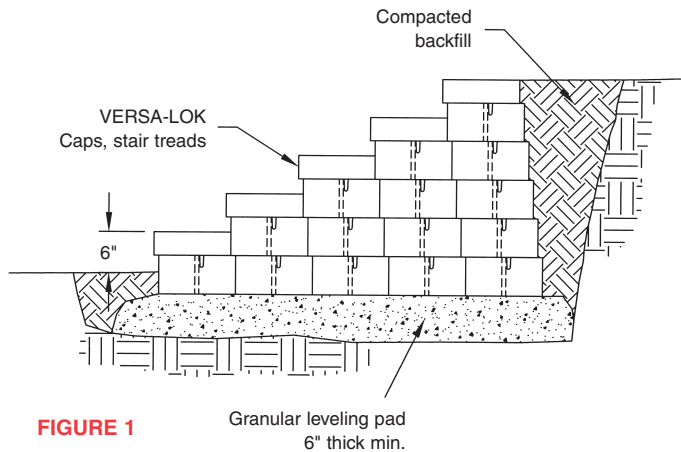 Compacted
backfill
VERSA-LOK
Caps, stair treads
6"
Granular leveling pad
6" thick min.
FIGURE 1